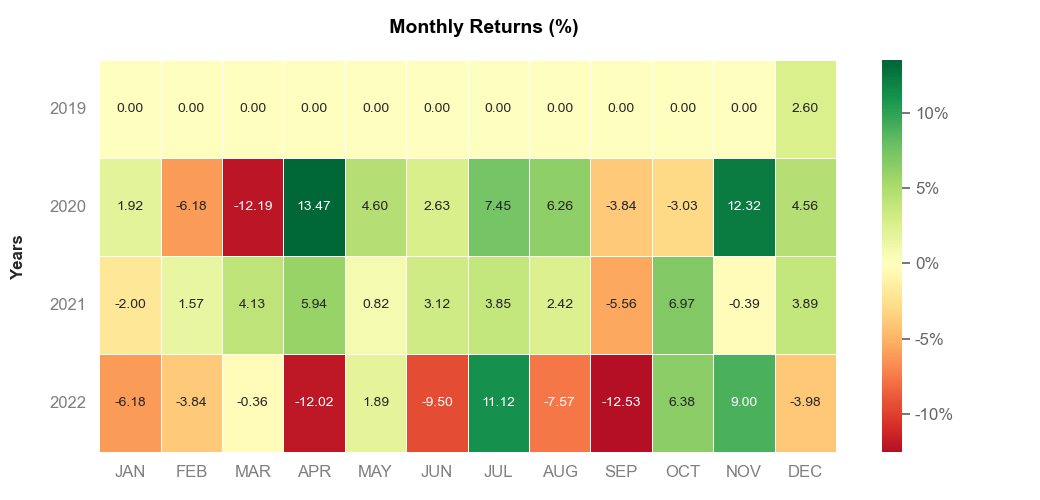 Monthly Returns (%)
Years
2019 0.00 0.00 0.00 0.00 0.00 0.00 0.00 0.00 0.00 0.00 0.00 2.60
2020 1.92 -6.18 -12.19 13.47 4.60 2.63 7.45 6.26 -3.84 -3.03 12.32 4.56
2021 -2.00 1.57 4.13 5.94 0.82 3.12 3.85 2.42 -5.56 6.97 -0.39 3.89
2022 -6.18 -3.84 -0.36 -12.02 1.89 -9.50 11.12 -7.57 -12.53 6.38 9.00 -3.98
JAN FEB MAR APR MAY JUN JUL AUG SEP OCT NOV DEC
10%
5%
0%
-5%
-10%